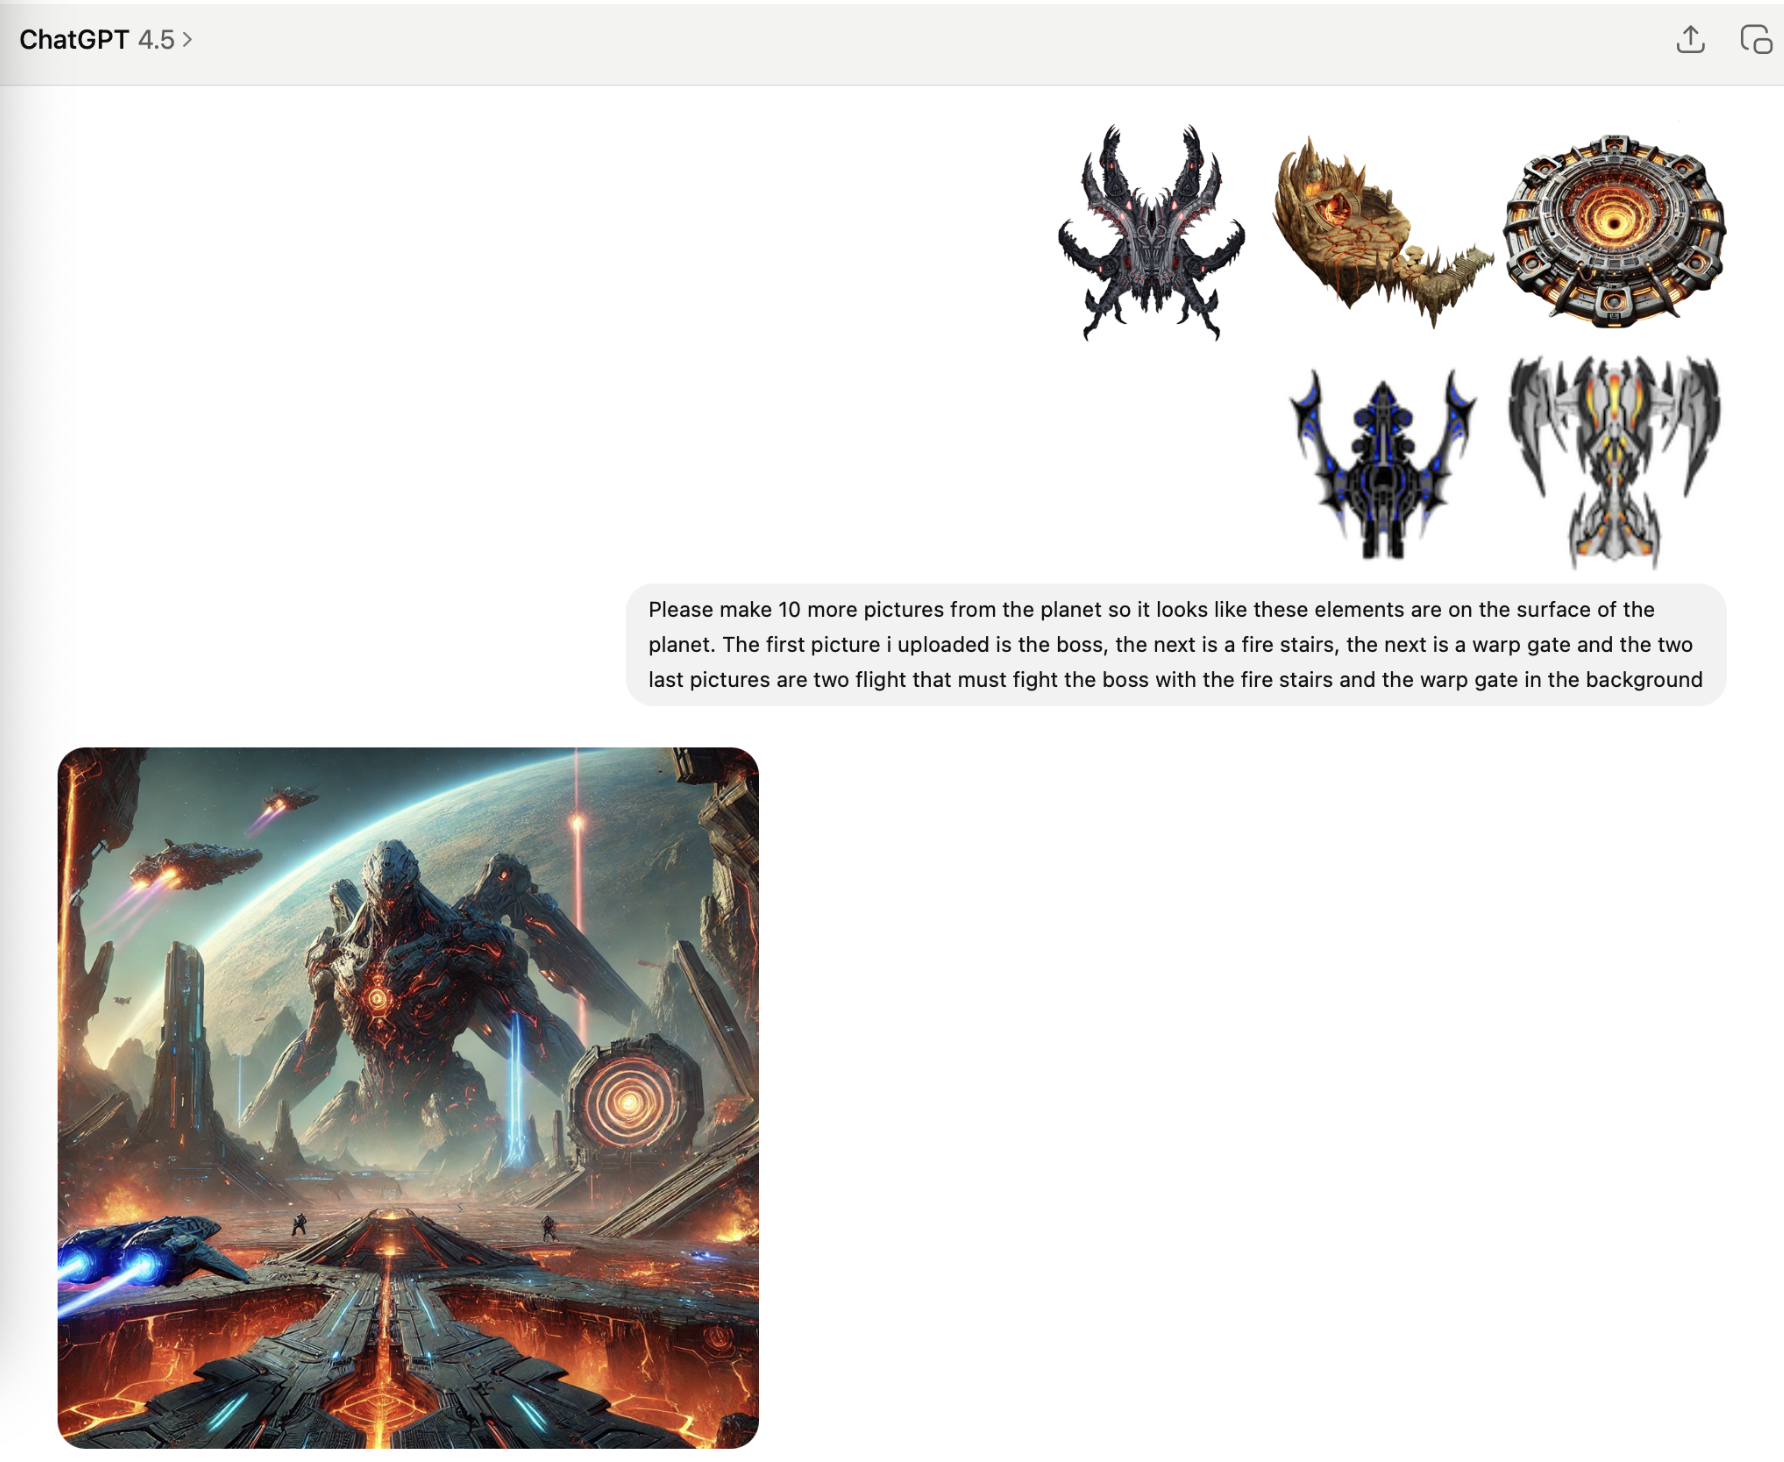 ChatGPT 4.5 >
Please make 10 more pictures from the planet so it looks like these elements are on the surface of the
planet. The first picture i uploaded is the boss, the next is a fire stairs, the next is a warp gate and the two
last pictures are two flight that must fight the boss with the fire stairs and the warp gate in the background